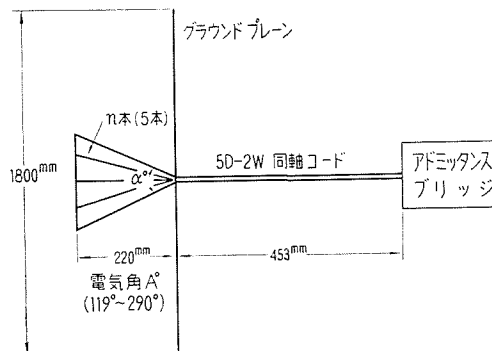 グラウンドプレーン
n本(5本)
α°
1800mm
5D-2W 同軸コード
アドミッタンス
ブリッジ
220mm
453mm
電気角A°
(119°~290°)